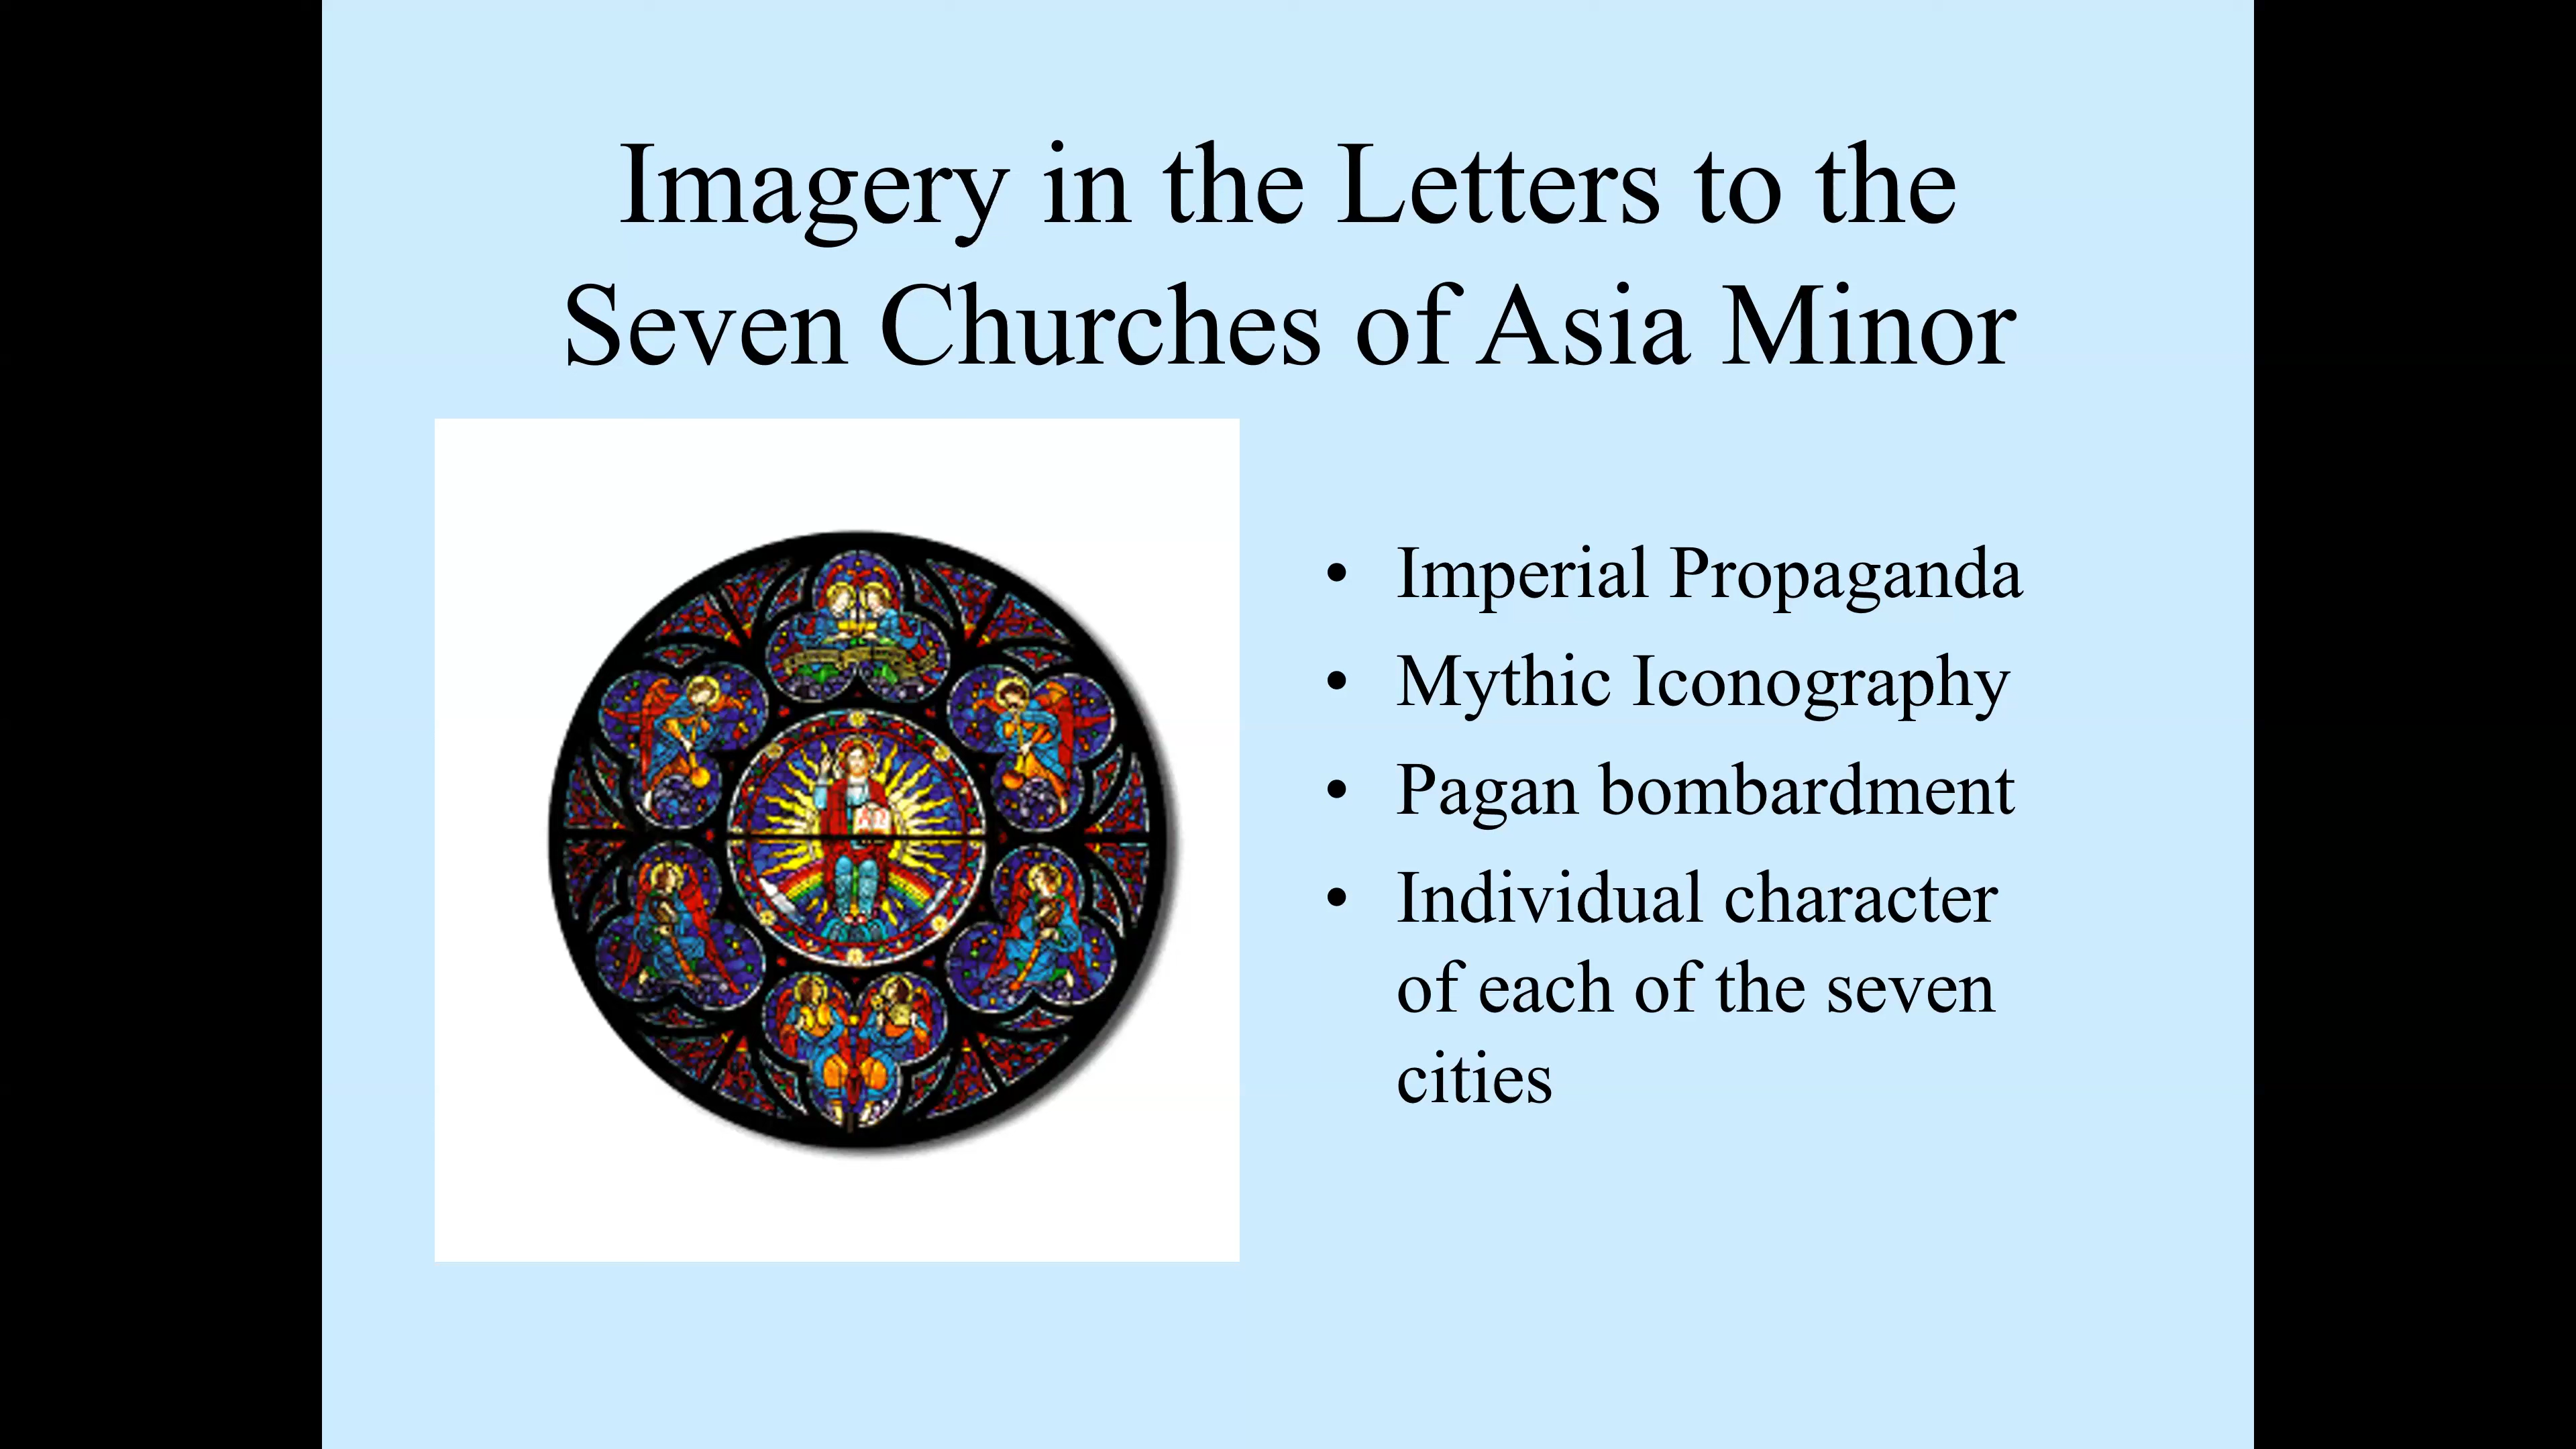 Imagery in the Letters to the
Seven Churches of Asia Minor
• Imperial Propaganda
• Mythic Iconography
• Pagan bombardment
• Individual character
of each of the seven
cities